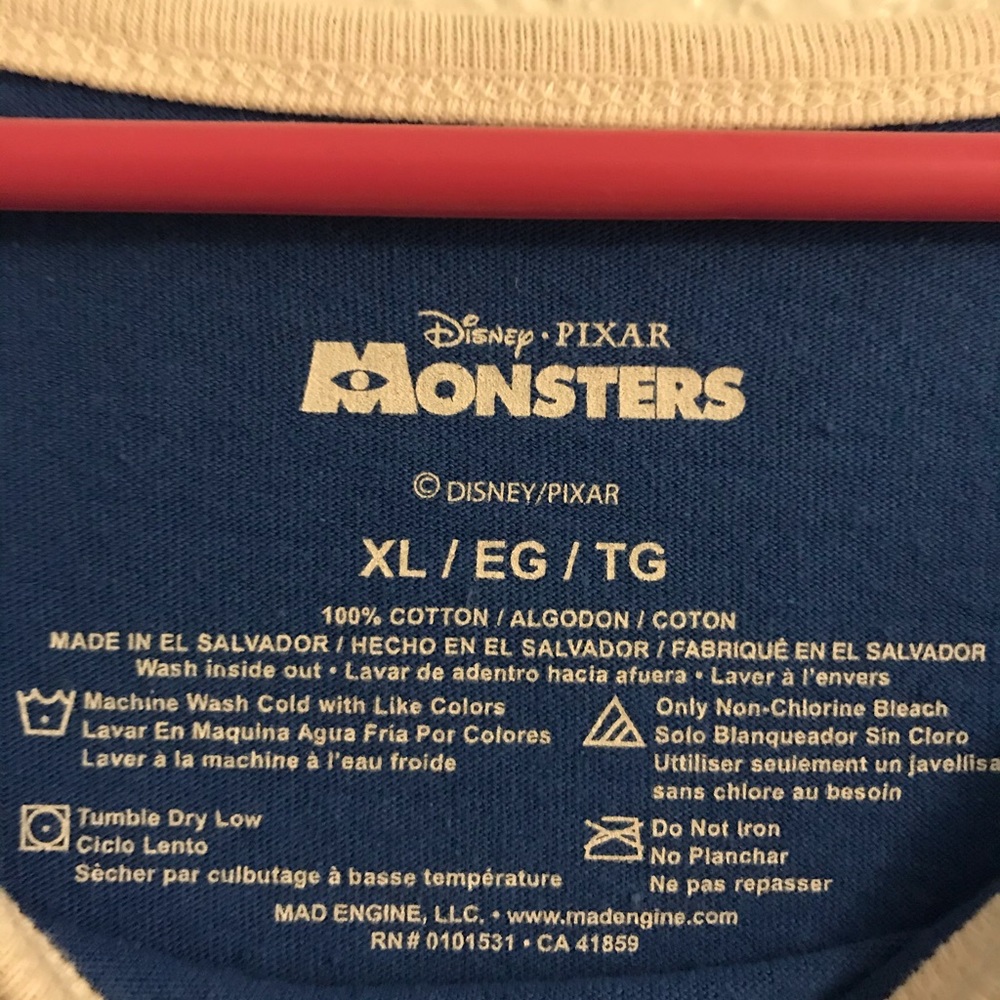 Disney · PIXAR
MONSTERS
© DISNEY/PIXAR
XL / EG / TG
100% COTTON / ALGODON / COTON
MADE IN EL SALVADOR / HECHO EN EL SALVADOR / FABRIQUÉ EN EL SALVADOR
Wash inside out • Lavar de adentro hacia afuera • Laver à l'envers
Machine Wash Cold with Like Colors
Lavar En Maquina Agua Fria Por Colores
Laver à la machine à l'eau froide
Only Non-Chlorine Bleach
Solo Blanqueador Sin Cloro
Uttiliser seulement un javellisa
sans chlore au besoin
Tumble Dry Low
Ciclo Lento
Sècher par culbutage à basse température
Do Not Iron
No Planchar
Ne pas repasser
MAD ENGINE, LLC. • www.madengine.com
RN# 0101531 • CA 41859